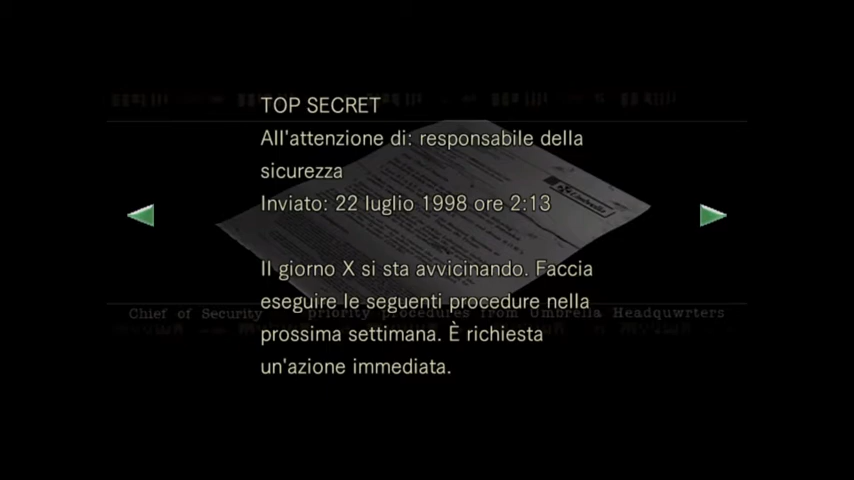 TOP SECRET
All'attenzione di: responsabile della
sicurezza
Inviato: 22 luglio 1998 ore 2:13
Umbrella
Il giorno X si sta avvicinando. Faccia
eseguire le seguenti procedure nella
Chief of Security priority procedures from Umbrella Headquwrters
prossima settimana. È richiesta
un'azione immediata.